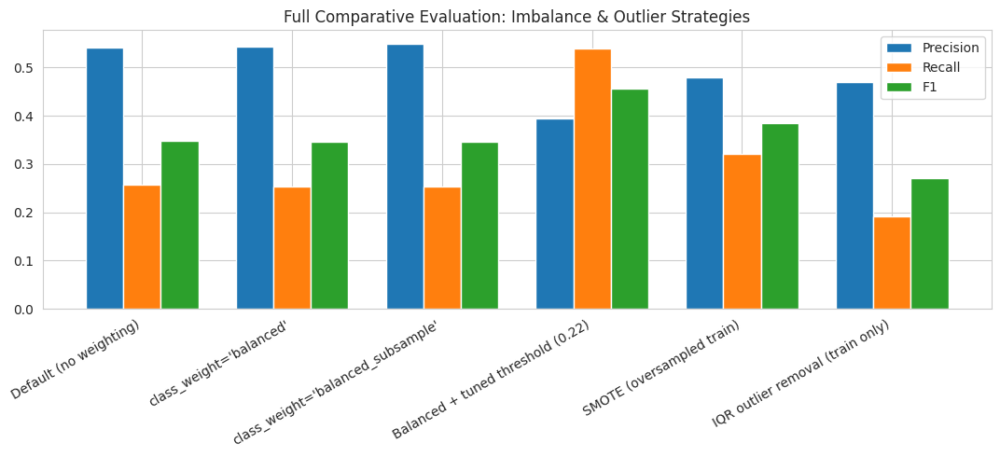 Full Comparative Evaluation: Imbalance & Outlier Strategies
Precision
Recall
F1
0.5
0.4
0.3
0.2
0.1
0.0
Default (no weighting)
class_weight='balanced'
class_weight='balanced_subsample'
Balanced + tuned threshold (0.22)
SMOTE (oversampled train)
IQR outlier removal (train only)